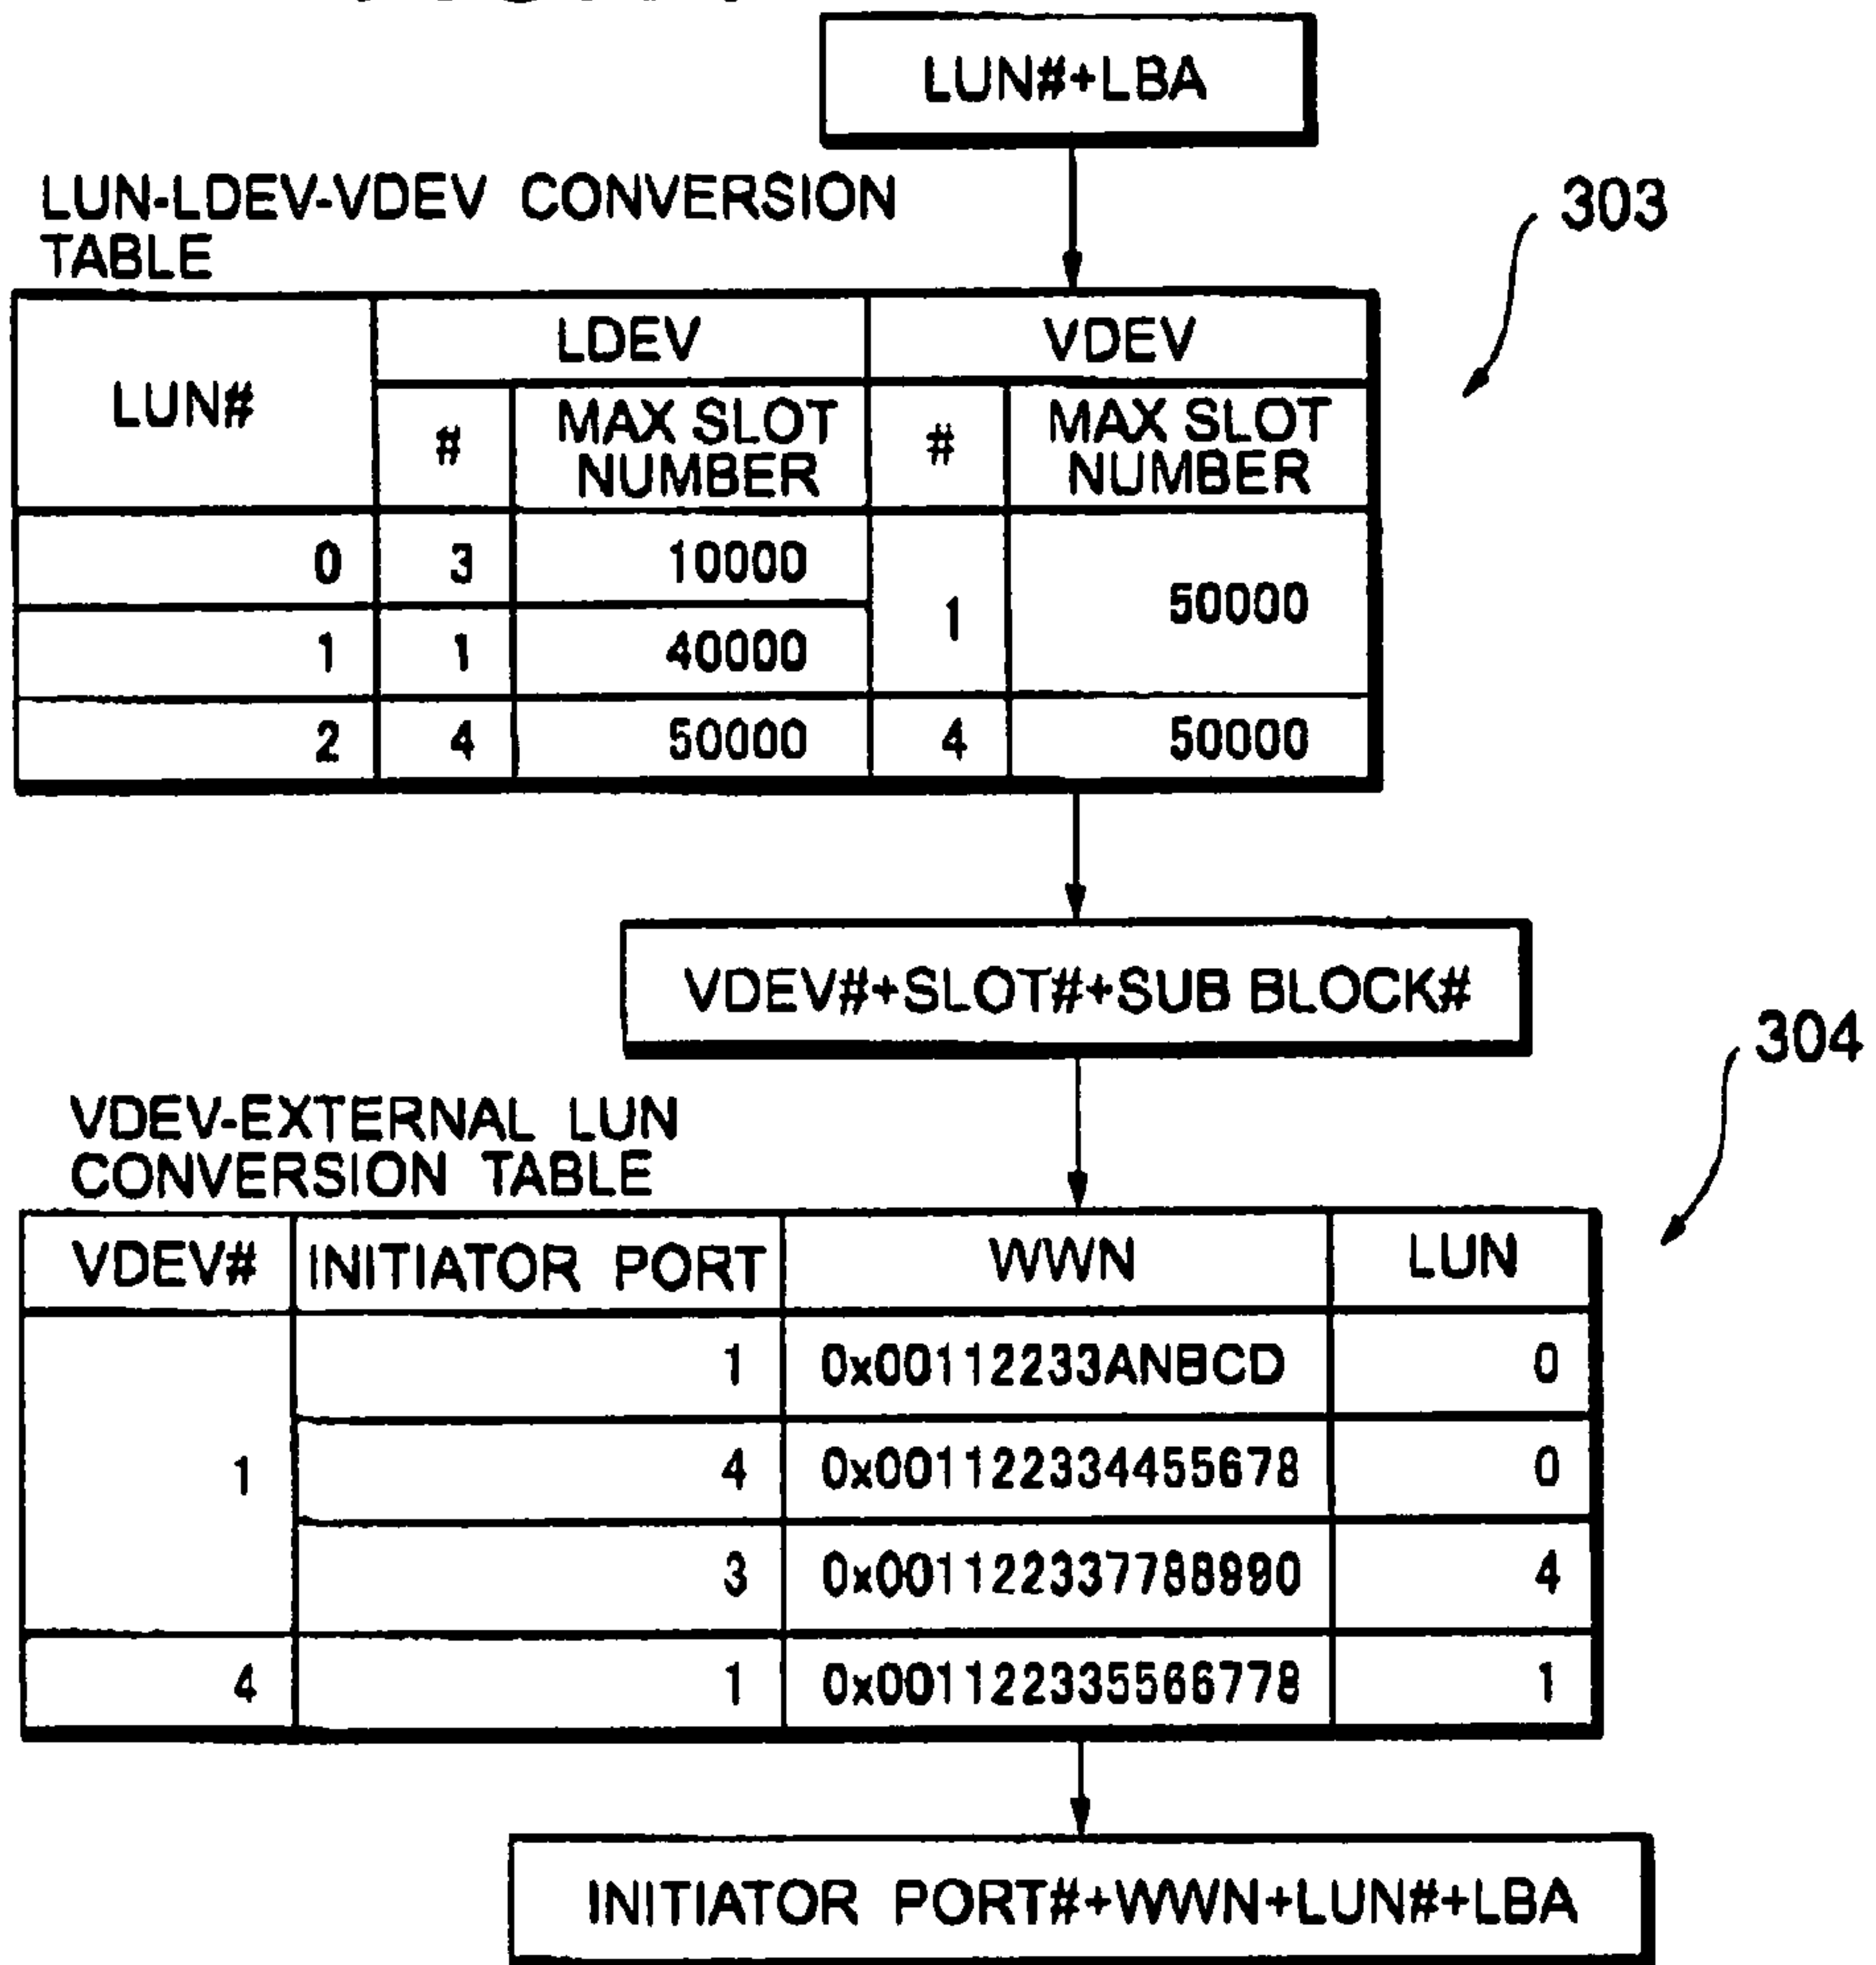 LUN#+LBA
LUN-LDEV-VDEV CONVERSION
TABLE
303
LUN# LDEV VDEV
# MAX SLOT NUMBER # MAX SLOT NUMBER
0 3 10000 1 50000
1 1 40000
2 4 50000 4 50000
VDEV#+SLOT#+SUB BLOCK#
304
VDEV-EXTERNAL LUN
CONVERSION TABLE
VDEV# INITIATOR PORT WWN LUN
1 1 0x00112233ANBCD 0
4 0x001122334455678 0
3 0x001122337788990 4
4 1 0x001122335566778 1
INITIATOR PORT#+WWN+LUN#+LBA